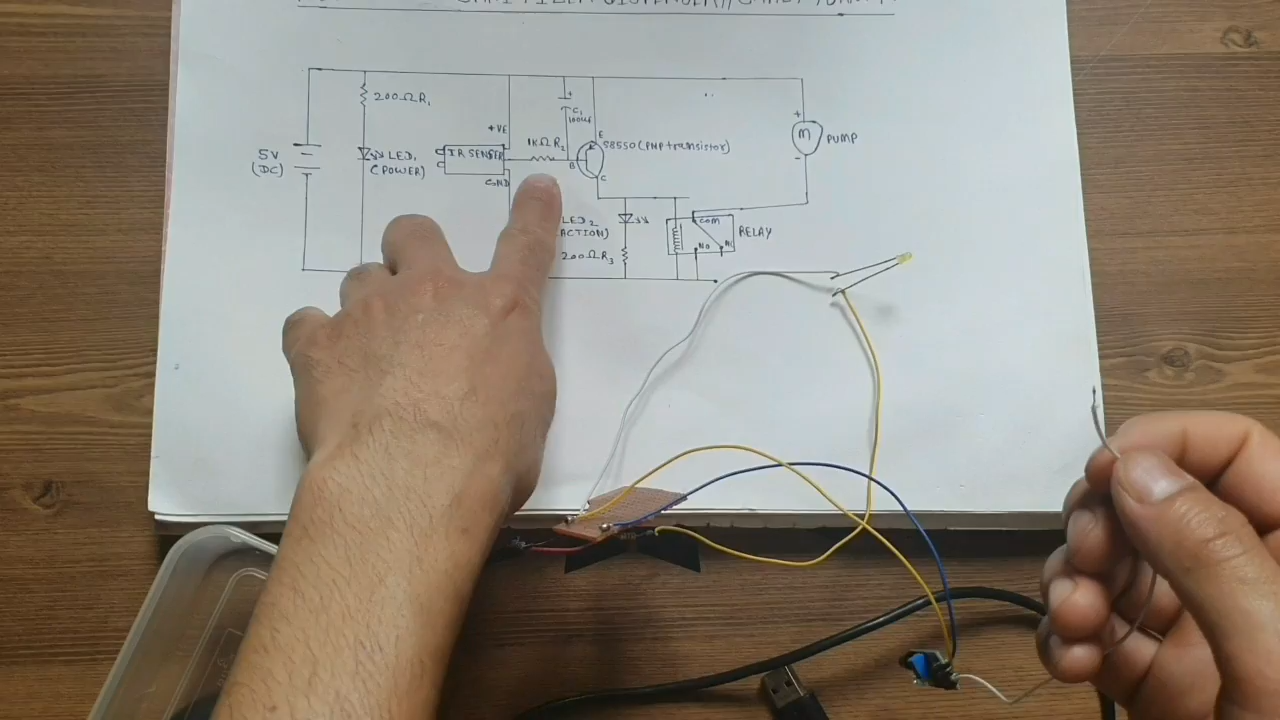 200Ω R₁
5V
(DC)
LED₁
(POWER)
+VE
IR SENSER
GND
1KΩ R₂
+
C₁
100uf
E
B
C
S8550(PNP transistor)
+
M
-
PUMP
LED₂
ACTION)
200Ω R₃
COM
NO
NC
RELAY